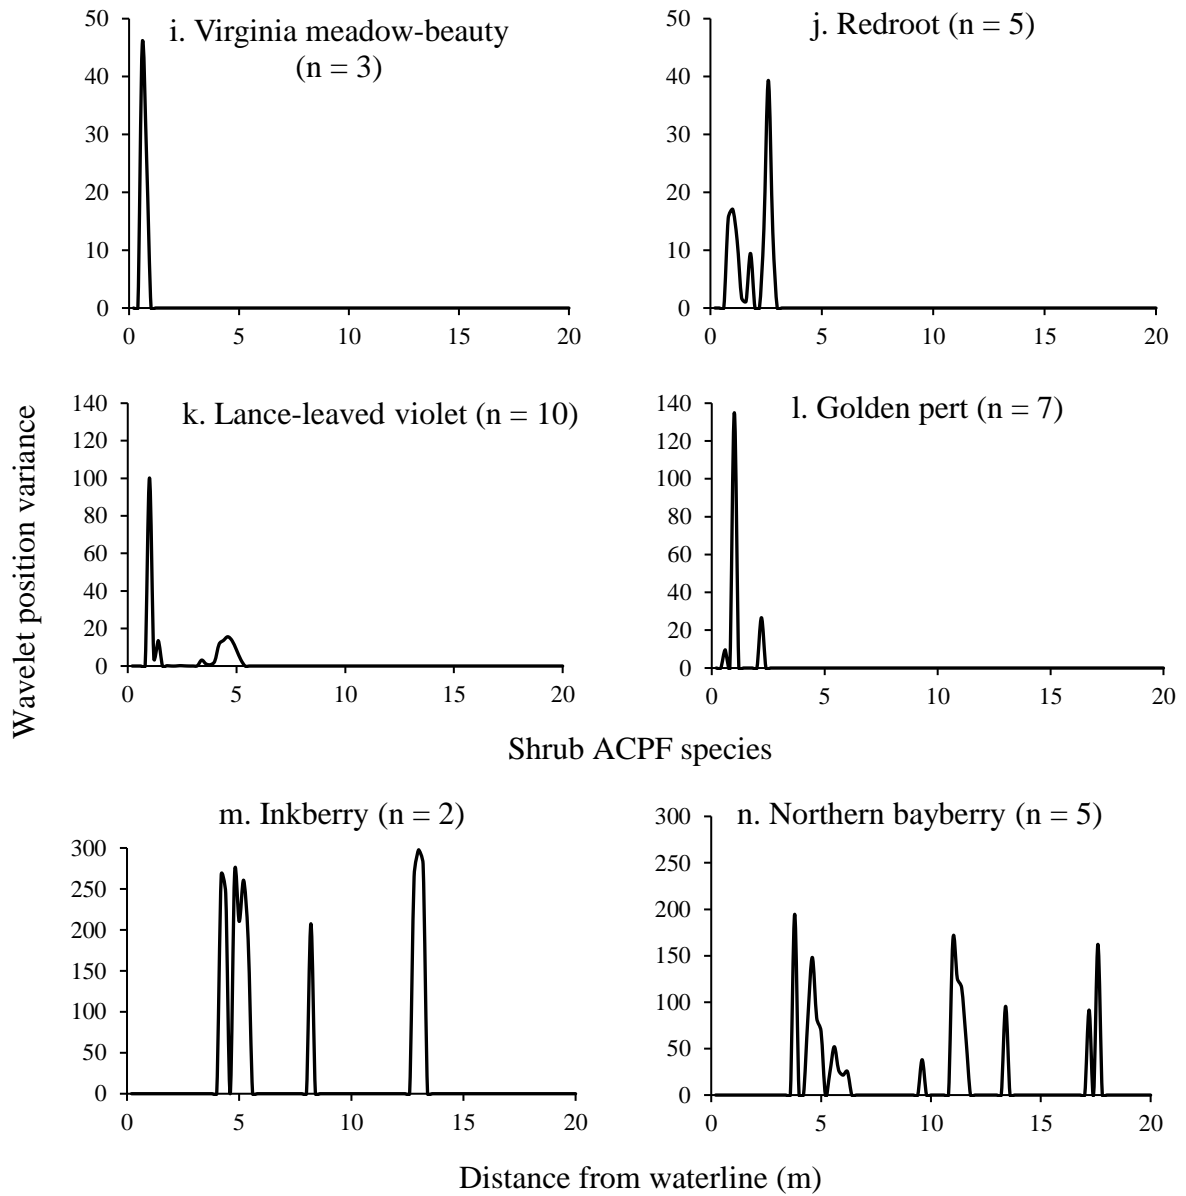 i. Virginia meadow-beauty
(n = 3)
50
40
30
20
10
0
0 5 10 15 20
j. Redroot (n = 5)
50
40
30
20
10
0
0 5 10 15 20
Wavelet position variance
k. Lance-leaved violet (n = 10)
140
120
100
80
60
40
20
0
0 5 10 15 20
l. Golden pert (n = 7)
140
120
100
80
60
40
20
0
0 5 10 15 20
Shrub ACPF species
m. Inkberry (n = 2)
300
250
200
150
100
50
0
0 5 10 15 20
n. Northern bayberry (n = 5)
300
250
200
150
100
50
0
0 5 10 15 20
Distance from waterline (m)